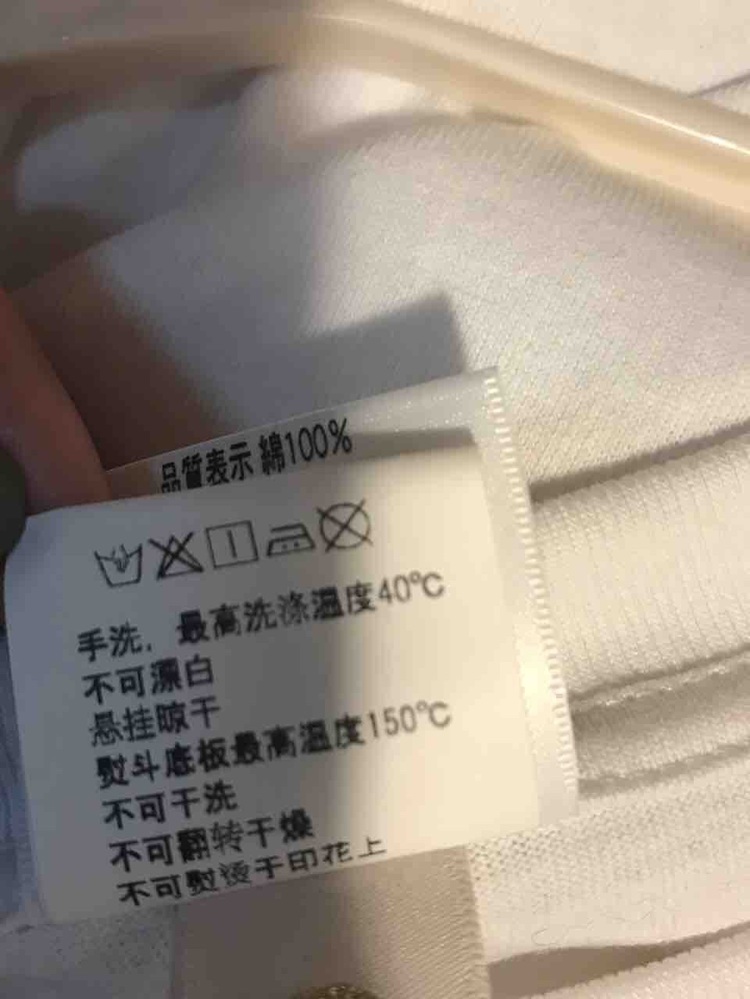 品質表示 綿100%
手洗，最高洗涤温度40℃
不可漂白
悬挂晾干
熨斗底板最高温度150℃
不可干洗
不可翻转干燥
不可熨烫于印花上